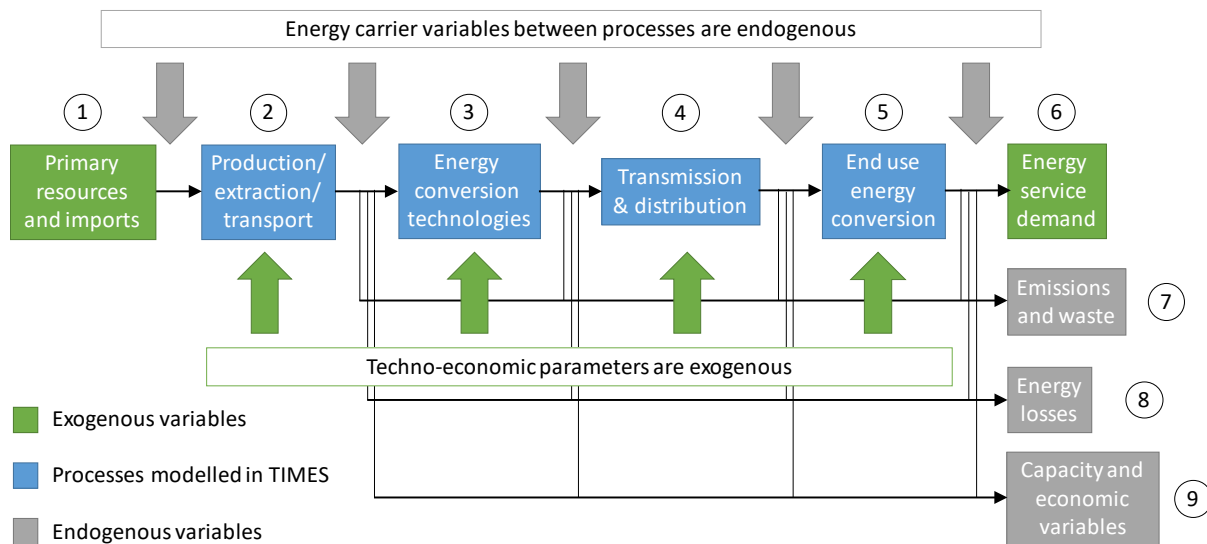 Energy carrier variables between processes are endogenous
1
2
3
4
5
6
Primary
resources
and imports
Production/
extraction/
transport
Energy
conversion
technologies
Transmission
& distribution
End use
energy
conversion
Energy
service
demand
Emissions
and waste
7
Techno-economic parameters are exogenous
Energy
losses
8
Exogenous variables
Processes modelled in TIMES
Capacity and
economic
variables
9
Endogenous variables